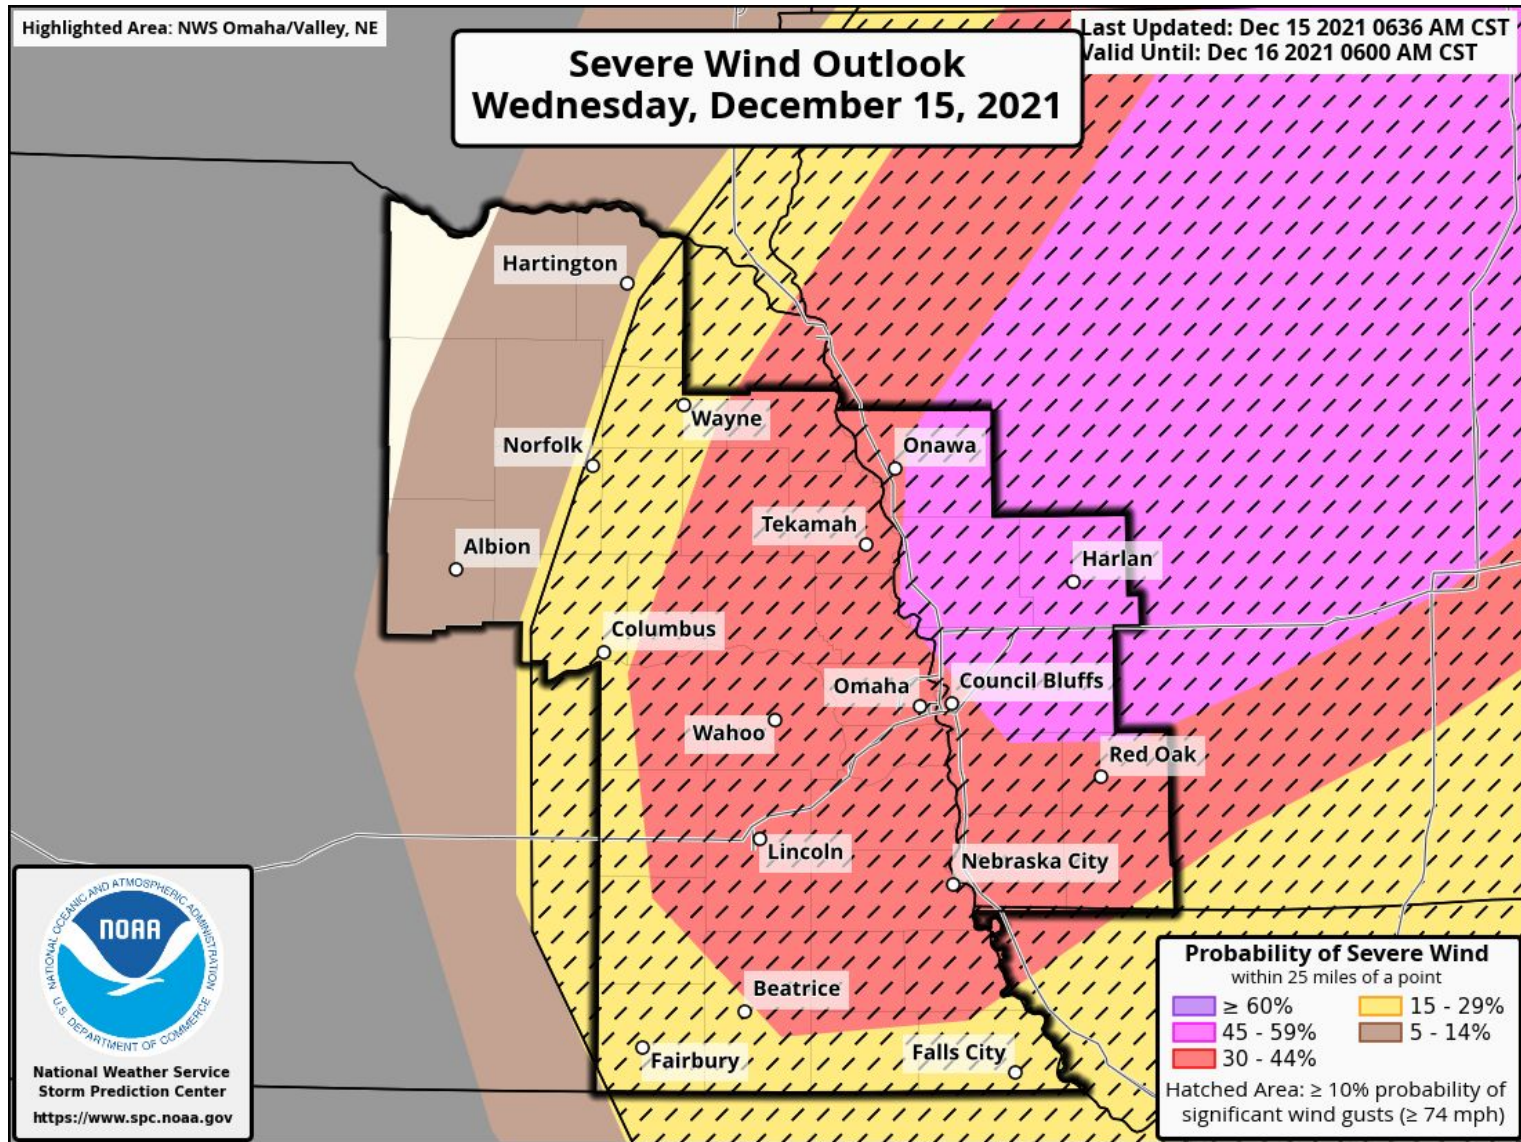 Highlighted Area: NWS Omaha/Valley, NE
Last Updated: Dec 15 2021 0636 AM CST
Valid Until: Dec 16 2021 0600 AM CST
Severe Wind Outlook
Wednesday, December 15, 2021
Hartington
Wayne
Norfolk
Onawa
Tekamah
Albion
Harlan
Columbus
Omaha
Council Bluffs
Wahoo
Red Oak
Lincoln
Nebraska City
Beatrice
Fairbury
Falls City
NATIONAL OCEANIC AND ATMOSPHERIC ADMINISTRATION
U.S. DEPARTMENT OF COMMERCE
NOAA
National Weather Service
Storm Prediction Center
https://www.spc.noaa.gov
Probability of Severe Wind
within 25 miles of a point
≥ 60%
15 - 29%
45 - 59%
5 - 14%
30 - 44%
Hatched Area: ≥ 10% probability of
significant wind gusts (≥ 74 mph)